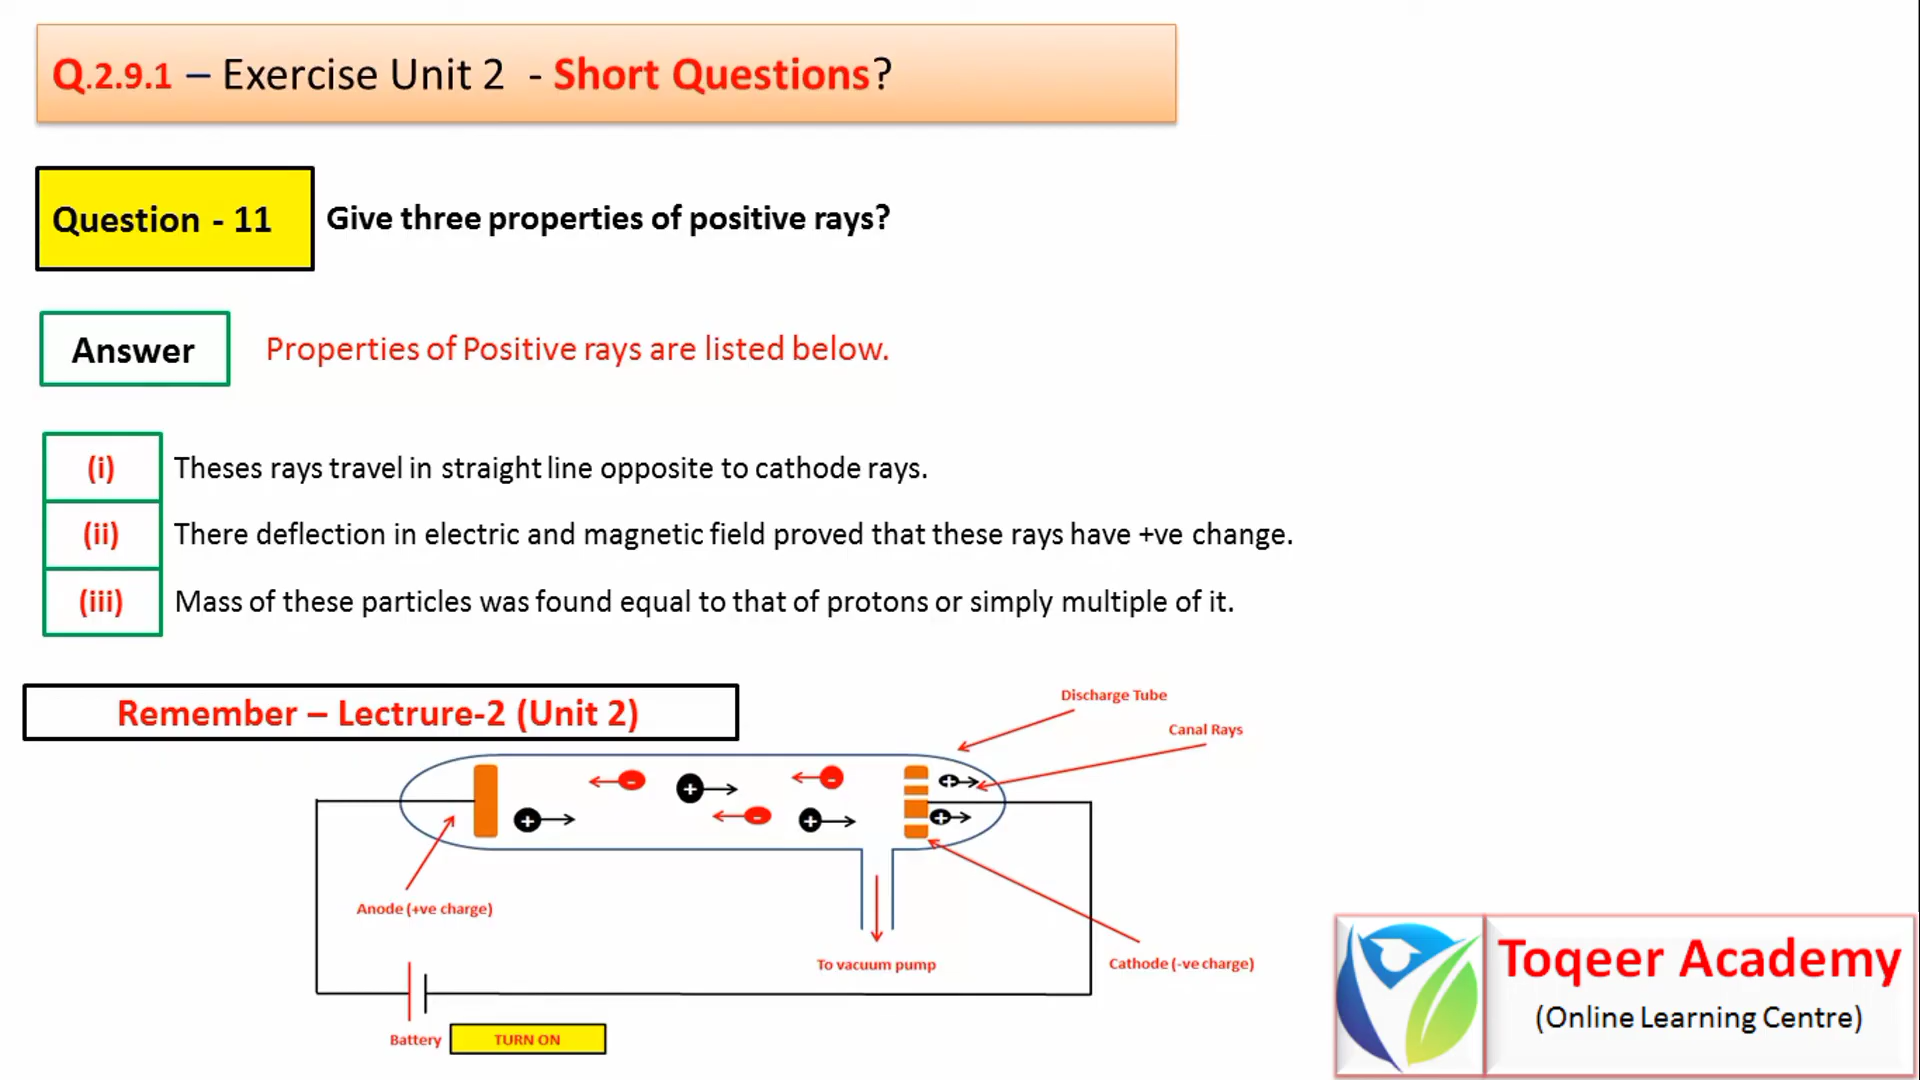 Q.2.9.1 – Exercise Unit 2 - Short Questions?
Question - 11
Give three properties of positive rays?
Answer
Properties of Positive rays are listed below.
(i) Theses rays travel in straight line opposite to cathode rays.
(ii) There deflection in electric and magnetic field proved that these rays have +ve change.
(iii) Mass of these particles was found equal to that of protons or simply multiple of it.
Remember – Lectrure-2 (Unit 2)
Discharge Tube
Canal Rays
Anode (+ve charge)
To vacuum pump
Cathode (-ve charge)
Battery
TURN ON
Toqeer Academy
(Online Learning Centre)